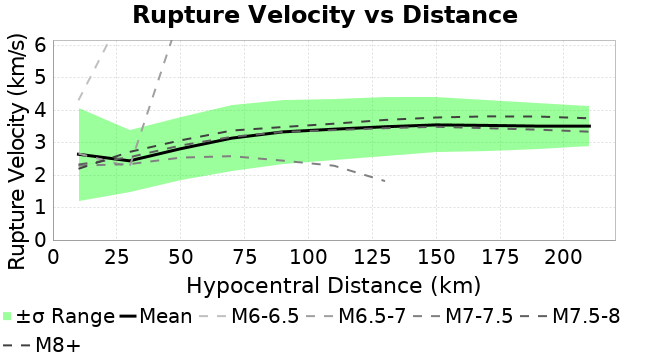 Rupture Velocity vs Distance
Rupture Velocity (km/s)
6
5
4
3
2
1
0
0 25 50 75 100 125 150 175 200
Hypocentral Distance (km)
±σ Range Mean M6-6.5 M6.5-7 M7-7.5 M7.5-8
M8+